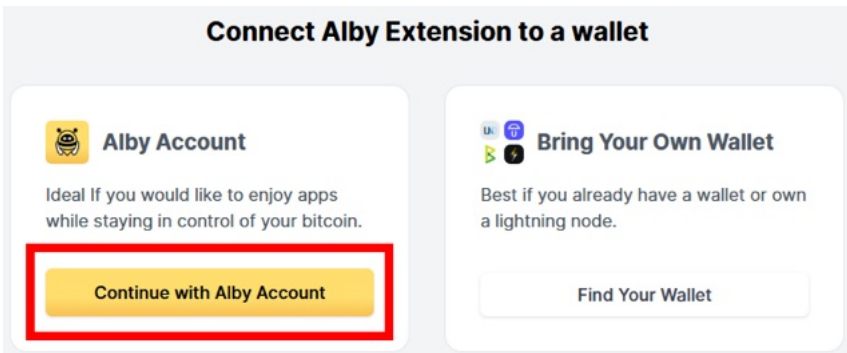 Connect Alby Extension to a wallet
Alby Account
Ideal If you would like to enjoy apps
while staying in control of your bitcoin.
Continue with Alby Account
Bring Your Own Wallet
Best if you already have a wallet or own
a lightning node.
Find Your Wallet